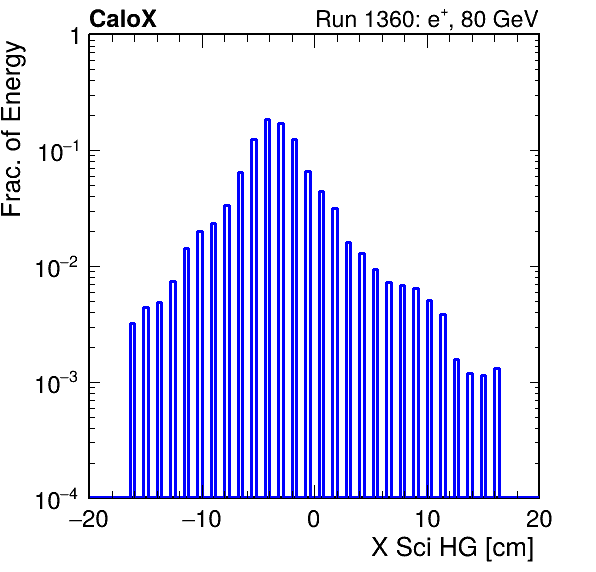 CaloX Run 1360: e⁺, 80 GeV
Frac. of Energy
1
10⁻¹
10⁻²
10⁻³
10⁻⁴
−20 −10 0 10 20
X Sci HG [cm]